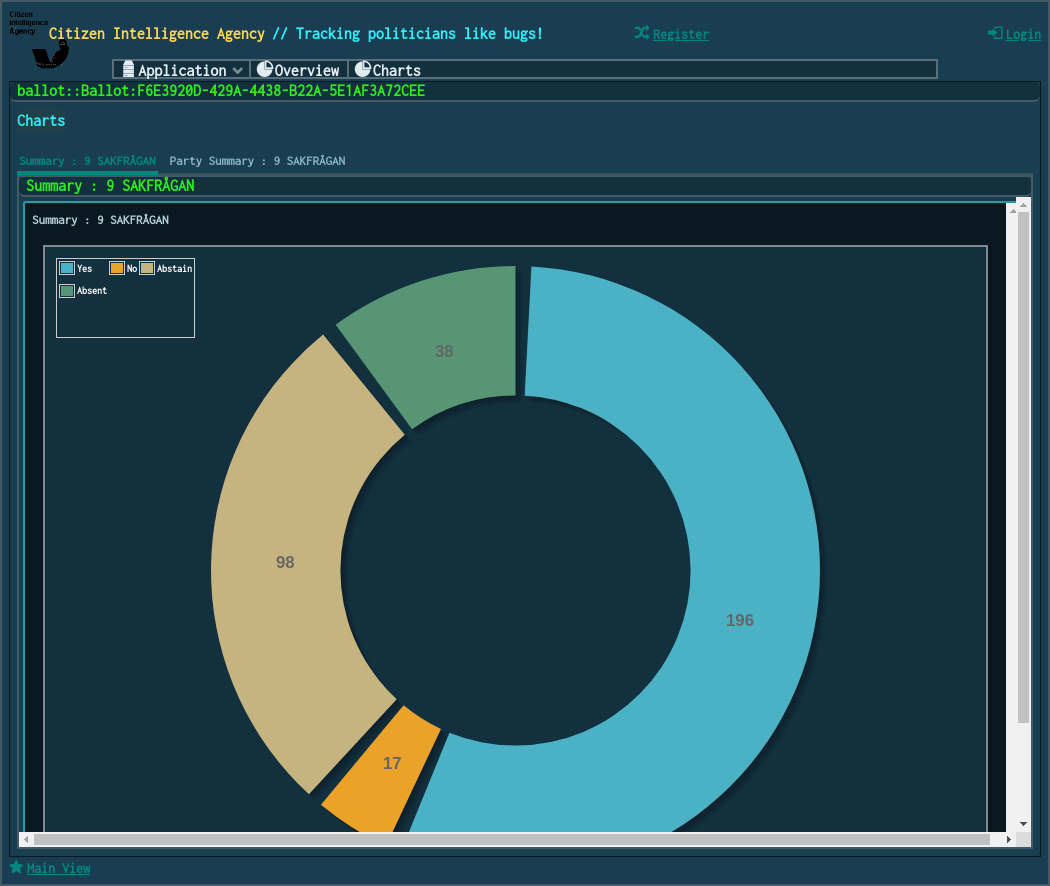 Citizen
Intelligence
Agency
Citizen Intelligence Agency // Tracking politicians like bugs!
Register
Login
Application
Overview
Charts
ballot::Ballot:F6E3920D-429A-4438-B22A-5E1AF3A72CEE
Charts
Summary : 9 SAKFRÅGAN
Party Summary : 9 SAKFRÅGAN
Summary : 9 SAKFRÅGAN
Summary : 9 SAKFRÅGAN
Yes
No
Abstain
Absent
38
98
196
17
Main View